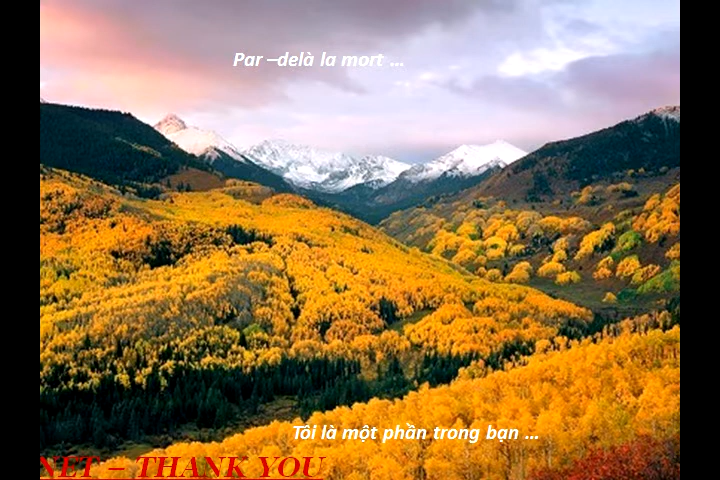 Par –delà la mort …
Tôi là một phần trong bạn …
NET – THANK YOU